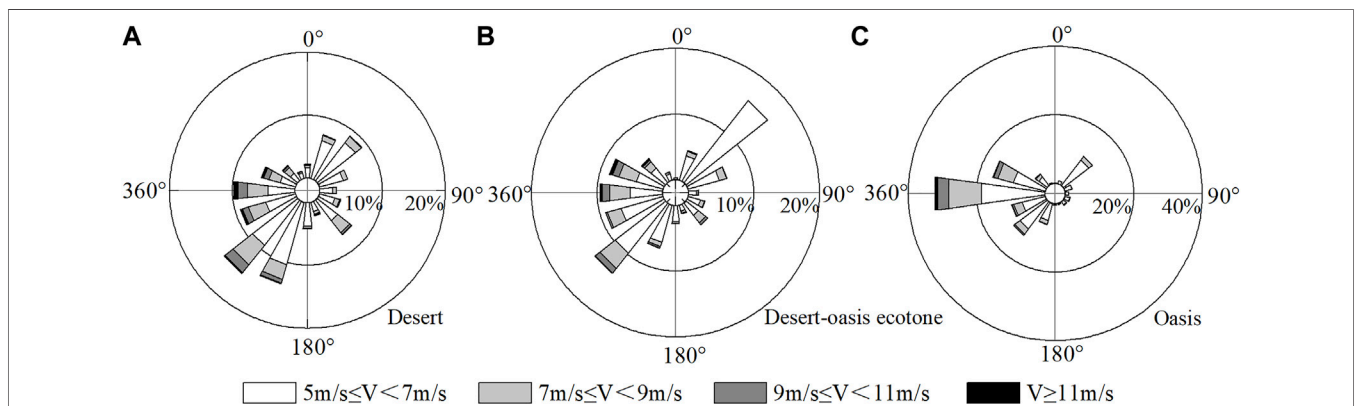 A
B
C
0°
0°
0°
360°
10%
20%
90°
360°
10%
20%
90°
360°
20%
40%
90°
Desert
Desert-oasis ecotone
Oasis
180°
180°
180°
5m/s≤V<7m/s
7m/s≤V<9m/s
9m/s≤V<11m/s
V≥11m/s